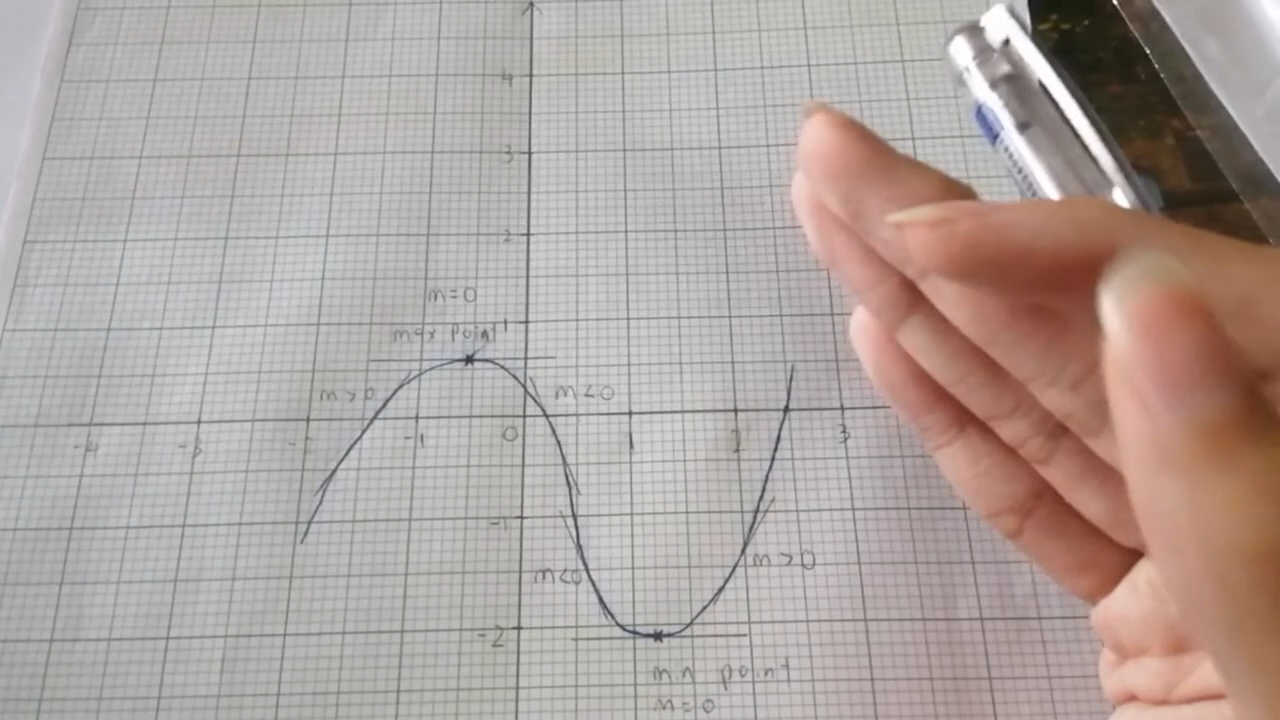 4
3
2
m=0
max point 1
m>0
m<0
-4 -3 -2 -1 0 1 2 3
-1
m<0
m>0
-2
min point
m=0